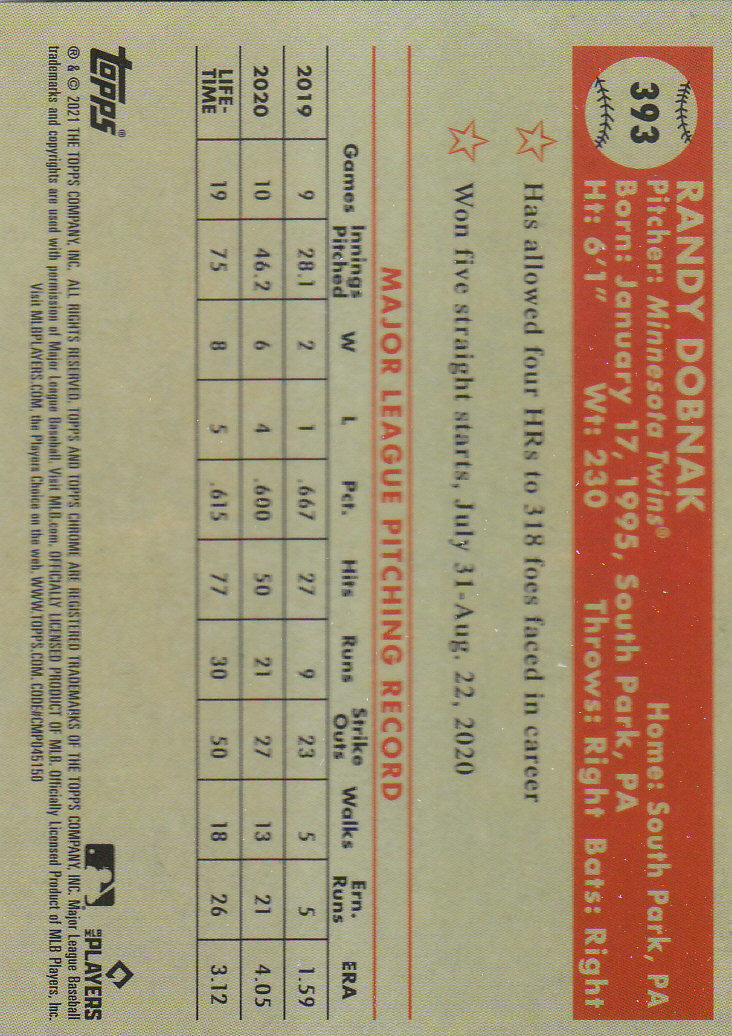 393
RANDY DOBNAK
Pitcher: Minnesota Twins® Home: South Park, PA
Born: January 17, 1995, South Park, PA
Ht: 6'1" Wt: 230 Throws: Right Bats: Right
Has allowed four HRs to 318 foes faced in career
Won five straight starts, July 31-Aug. 22, 2020
MAJOR LEAGUE PITCHING RECORD
Games Innings Pitched W L Pct. Hits Runs Strike Outs Walks Ern. Runs ERA
2019 9 28.1 2 1 .667 27 9 23 5 5 1.59
2020 10 46.2 6 4 .600 50 21 27 13 21 4.05
LIFE-TIME 19 75 8 5 .615 77 30 50 18 26 3.12
topps®
MLB PLAYERS
® & © 2021 THE TOPPS COMPANY, INC. ALL RIGHTS RESERVED. TOPPS AND TOPPS CHROME ARE REGISTERED TRADEMARKS OF THE TOPPS COMPANY, INC. Major League Baseball
trademarks and copyrights are used with permission of Major League Baseball. Visit MLB.com. OFFICIALLY LICENSED PRODUCT OF MLB. Officially Licensed Product of MLB Players, Inc.
Visit MLBPLAYERS.COM, the Players Choice on the web. WWW.TOPPS.COM. CODE#CMP045150